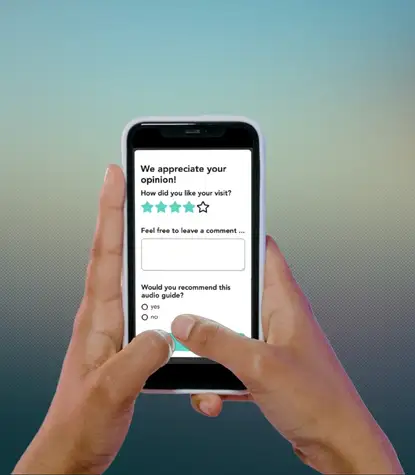 We appreciate your
opinion!
How did you like your visit?
Feel free to leave a comment ...
Would you recommend this
audio guide?
yes
no